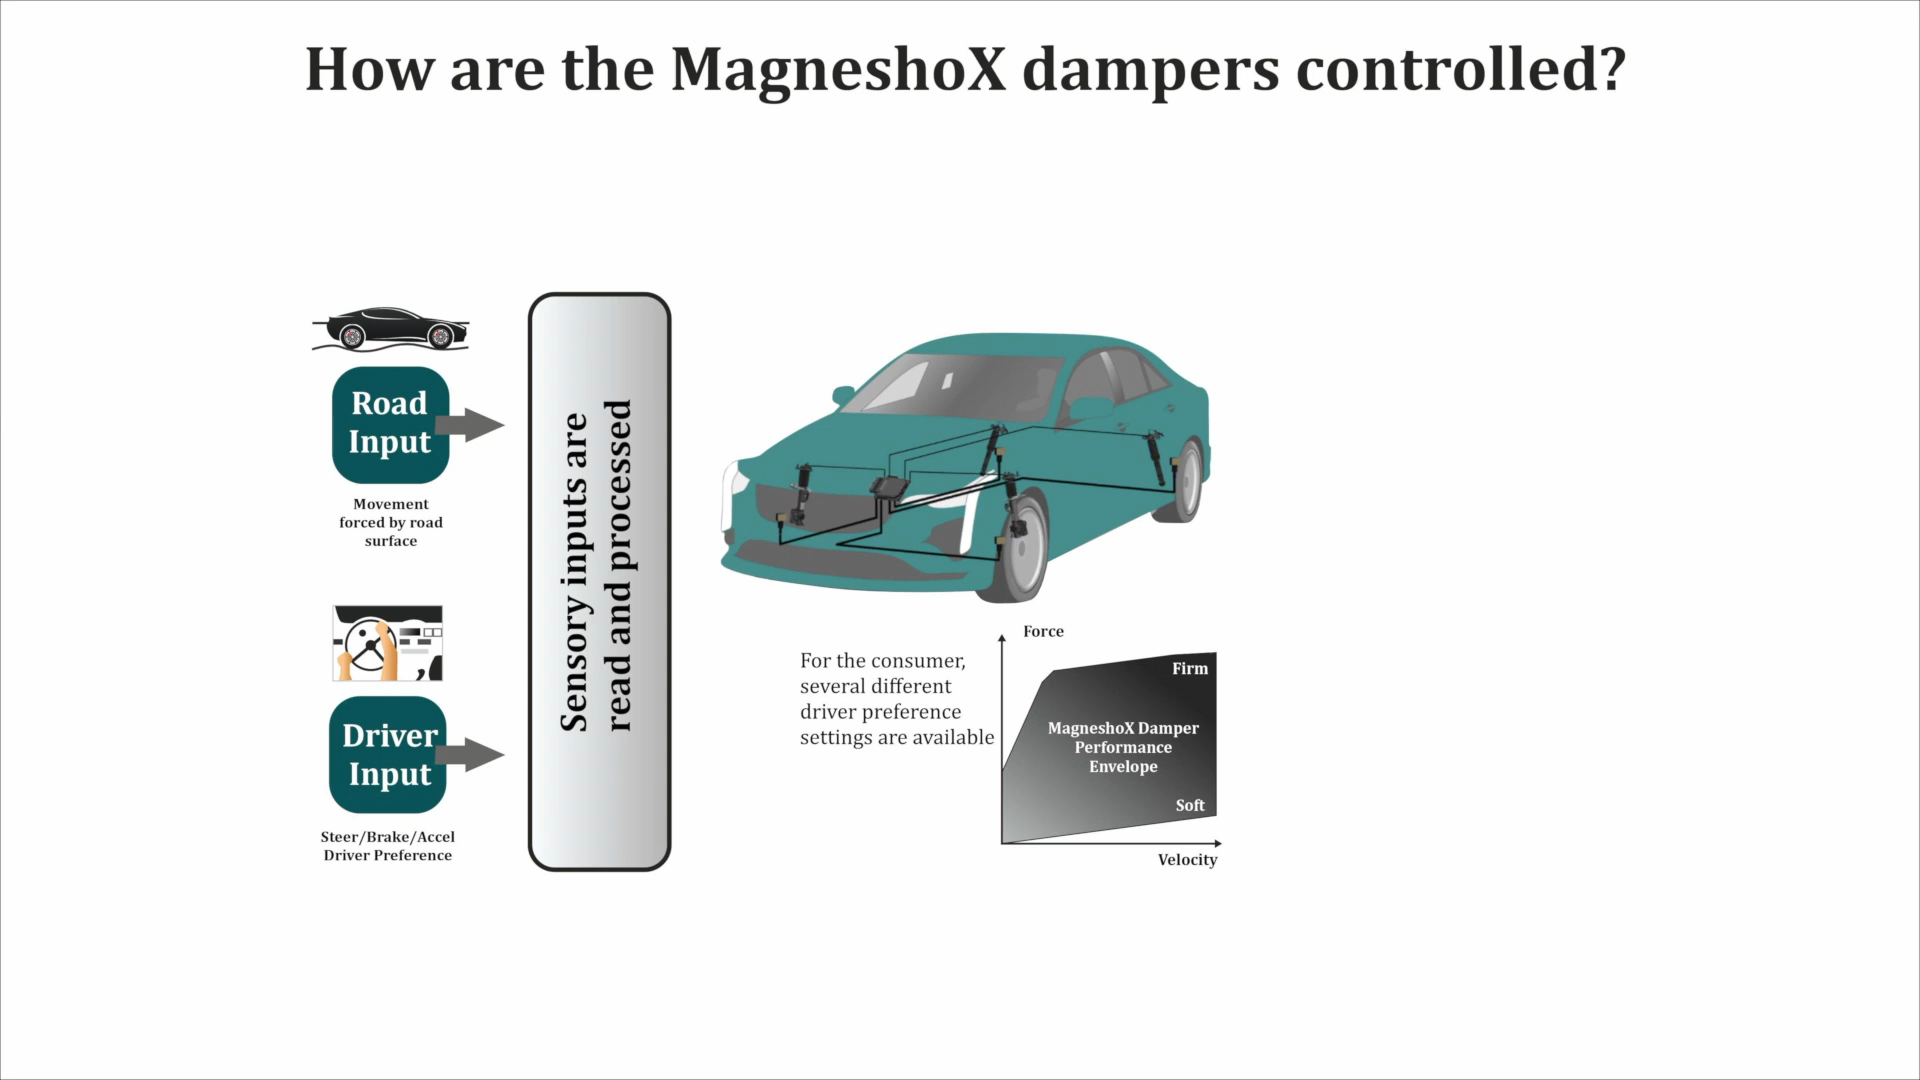 How are the MagneshoX dampers controlled?
Road
Input
Movement
forced by road
surface
Driver
Input
Steer/Brake/Accel
Driver Preference
Sensory inputs are
read and processed
For the consumer,
several different
driver preference
settings are available
Force
Firm
MagneshoX Damper
Performance
Envelope
Soft
Velocity